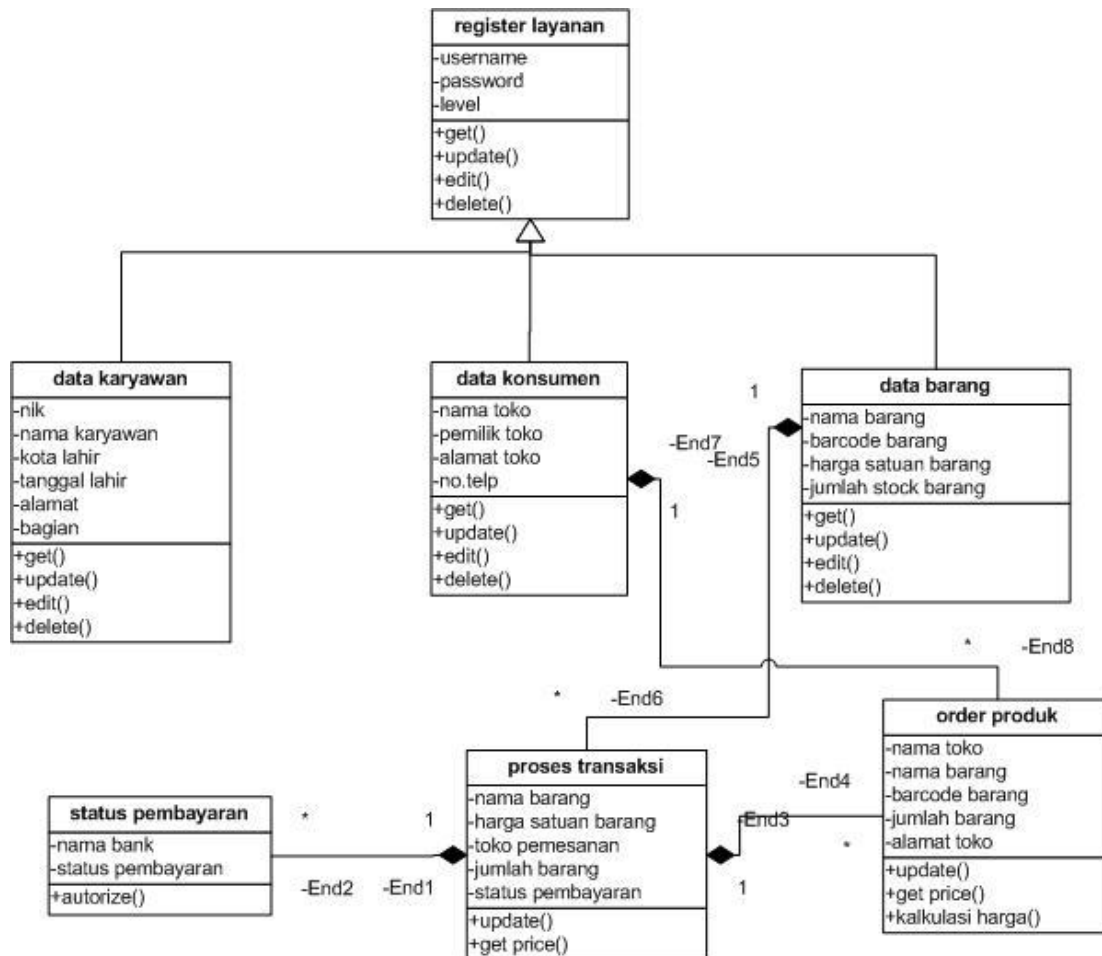 register layanan
-username
-password
-level
+get()
+update()
+edit()
+delete()
data karyawan
-nik
-nama karyawan
-kota lahir
-tanggal lahir
-alamat
-bagian
+get()
+update()
+edit()
+delete()
data konsumen
-nama toko
-pemilik toko
-alamat toko
-no.telp
+get()
+update()
+edit()
+delete()
1
-End7
-End5
1
data barang
-nama barang
-barcode barang
-harga satuan barang
-jumlah stock barang
+get()
+update()
+edit()
+delete()
* -End8
* -End6
order produk
-nama toko
-nama barang
-barcode barang
-jumlah barang
-alamat toko
+update()
+get price()
+kalkulasi harga()
proses transaksi
-nama barang
-harga satuan barang
-toko pemesanan
-jumlah barang
-status pembayaran
+update()
+get price()
-End4
-End3
*
1
status pembayaran
-nama bank
-status pembayaran
+autorize()
* 1
-End2 -End1